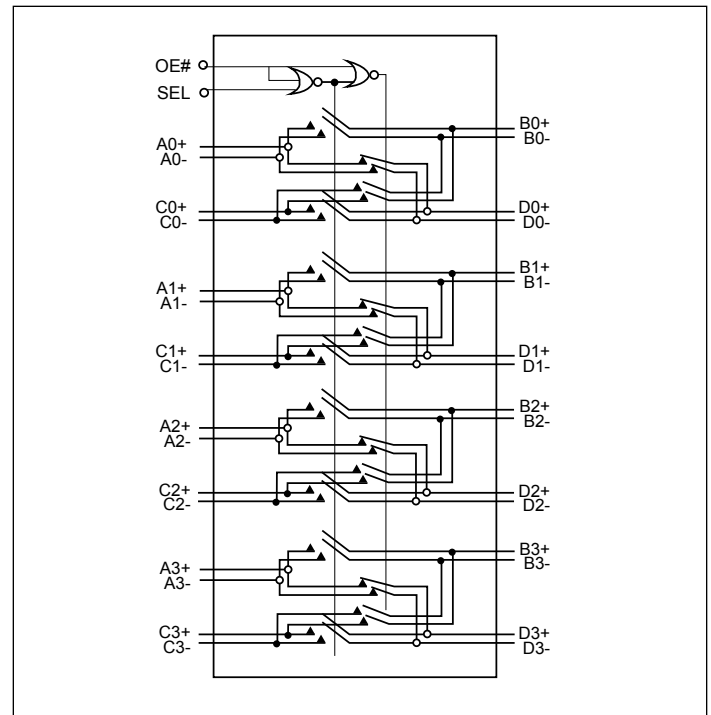 OE#
SEL
A0+
A0-
B0+
B0-
C0+
C0-
D0+
D0-
A1+
A1-
B1+
B1-
C1+
C1-
D1+
D1-
A2+
A2-
B2+
B2-
C2+
C2-
D2+
D2-
A3+
A3-
B3+
B3-
C3+
C3-
D3+
D3-